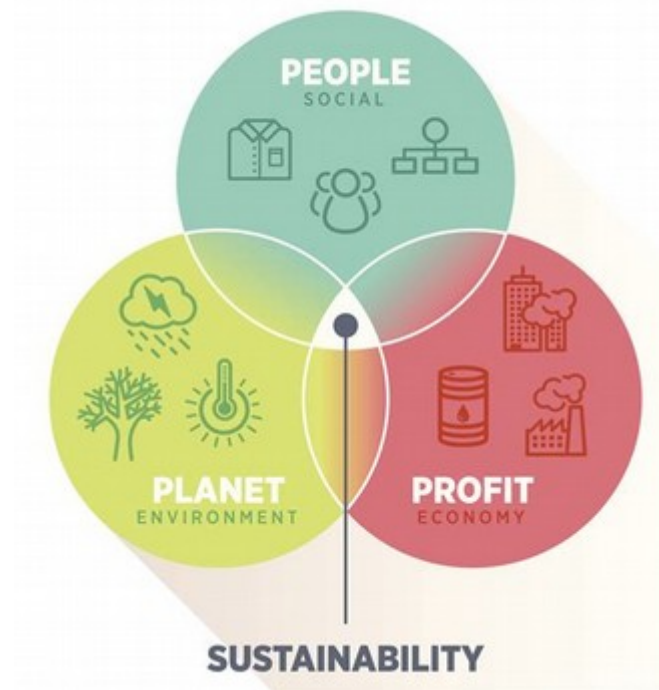 PEOPLE
SOCIAL
PLANET
ENVIRONMENT
PROFIT
ECONOMY
SUSTAINABILITY